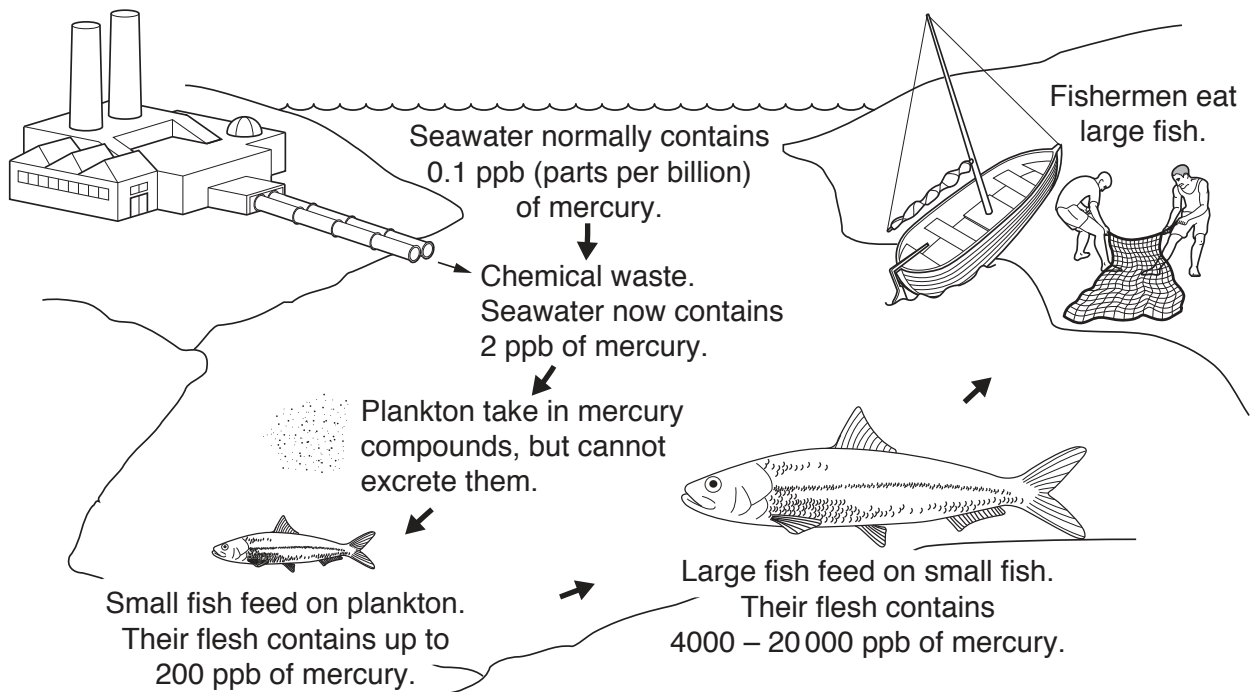 Fishermen eat
large fish.
Seawater normally contains
0.1 ppb (parts per billion)
of mercury.
Chemical waste.
Seawater now contains
2 ppb of mercury.
Plankton take in mercury
compounds, but cannot
excrete them.
Small fish feed on plankton.
Their flesh contains up to
200 ppb of mercury.
Large fish feed on small fish.
Their flesh contains
4000 – 20 000 ppb of mercury.